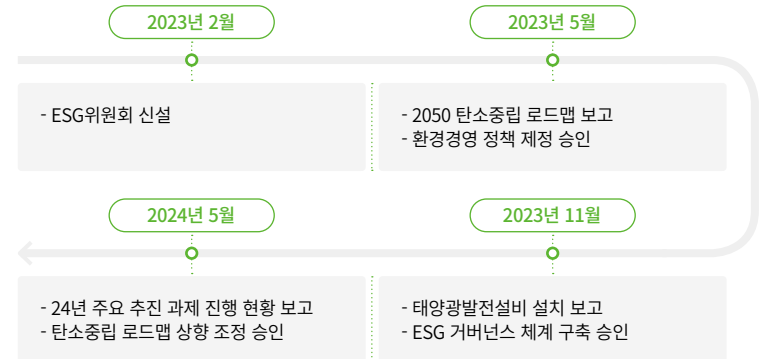 2023년 2월
- ESG위원회 신설
2023년 5월
- 2050 탄소중립 로드맵 보고
- 환경경영 정책 제정 승인
2023년 11월
- 태양광발전설비 설치 보고
- ESG 거버넌스 체계 구축 승인
2024년 5월
- 24년 주요 추진 과제 진행 현황 보고
- 탄소중립 로드맵 상향 조정 승인